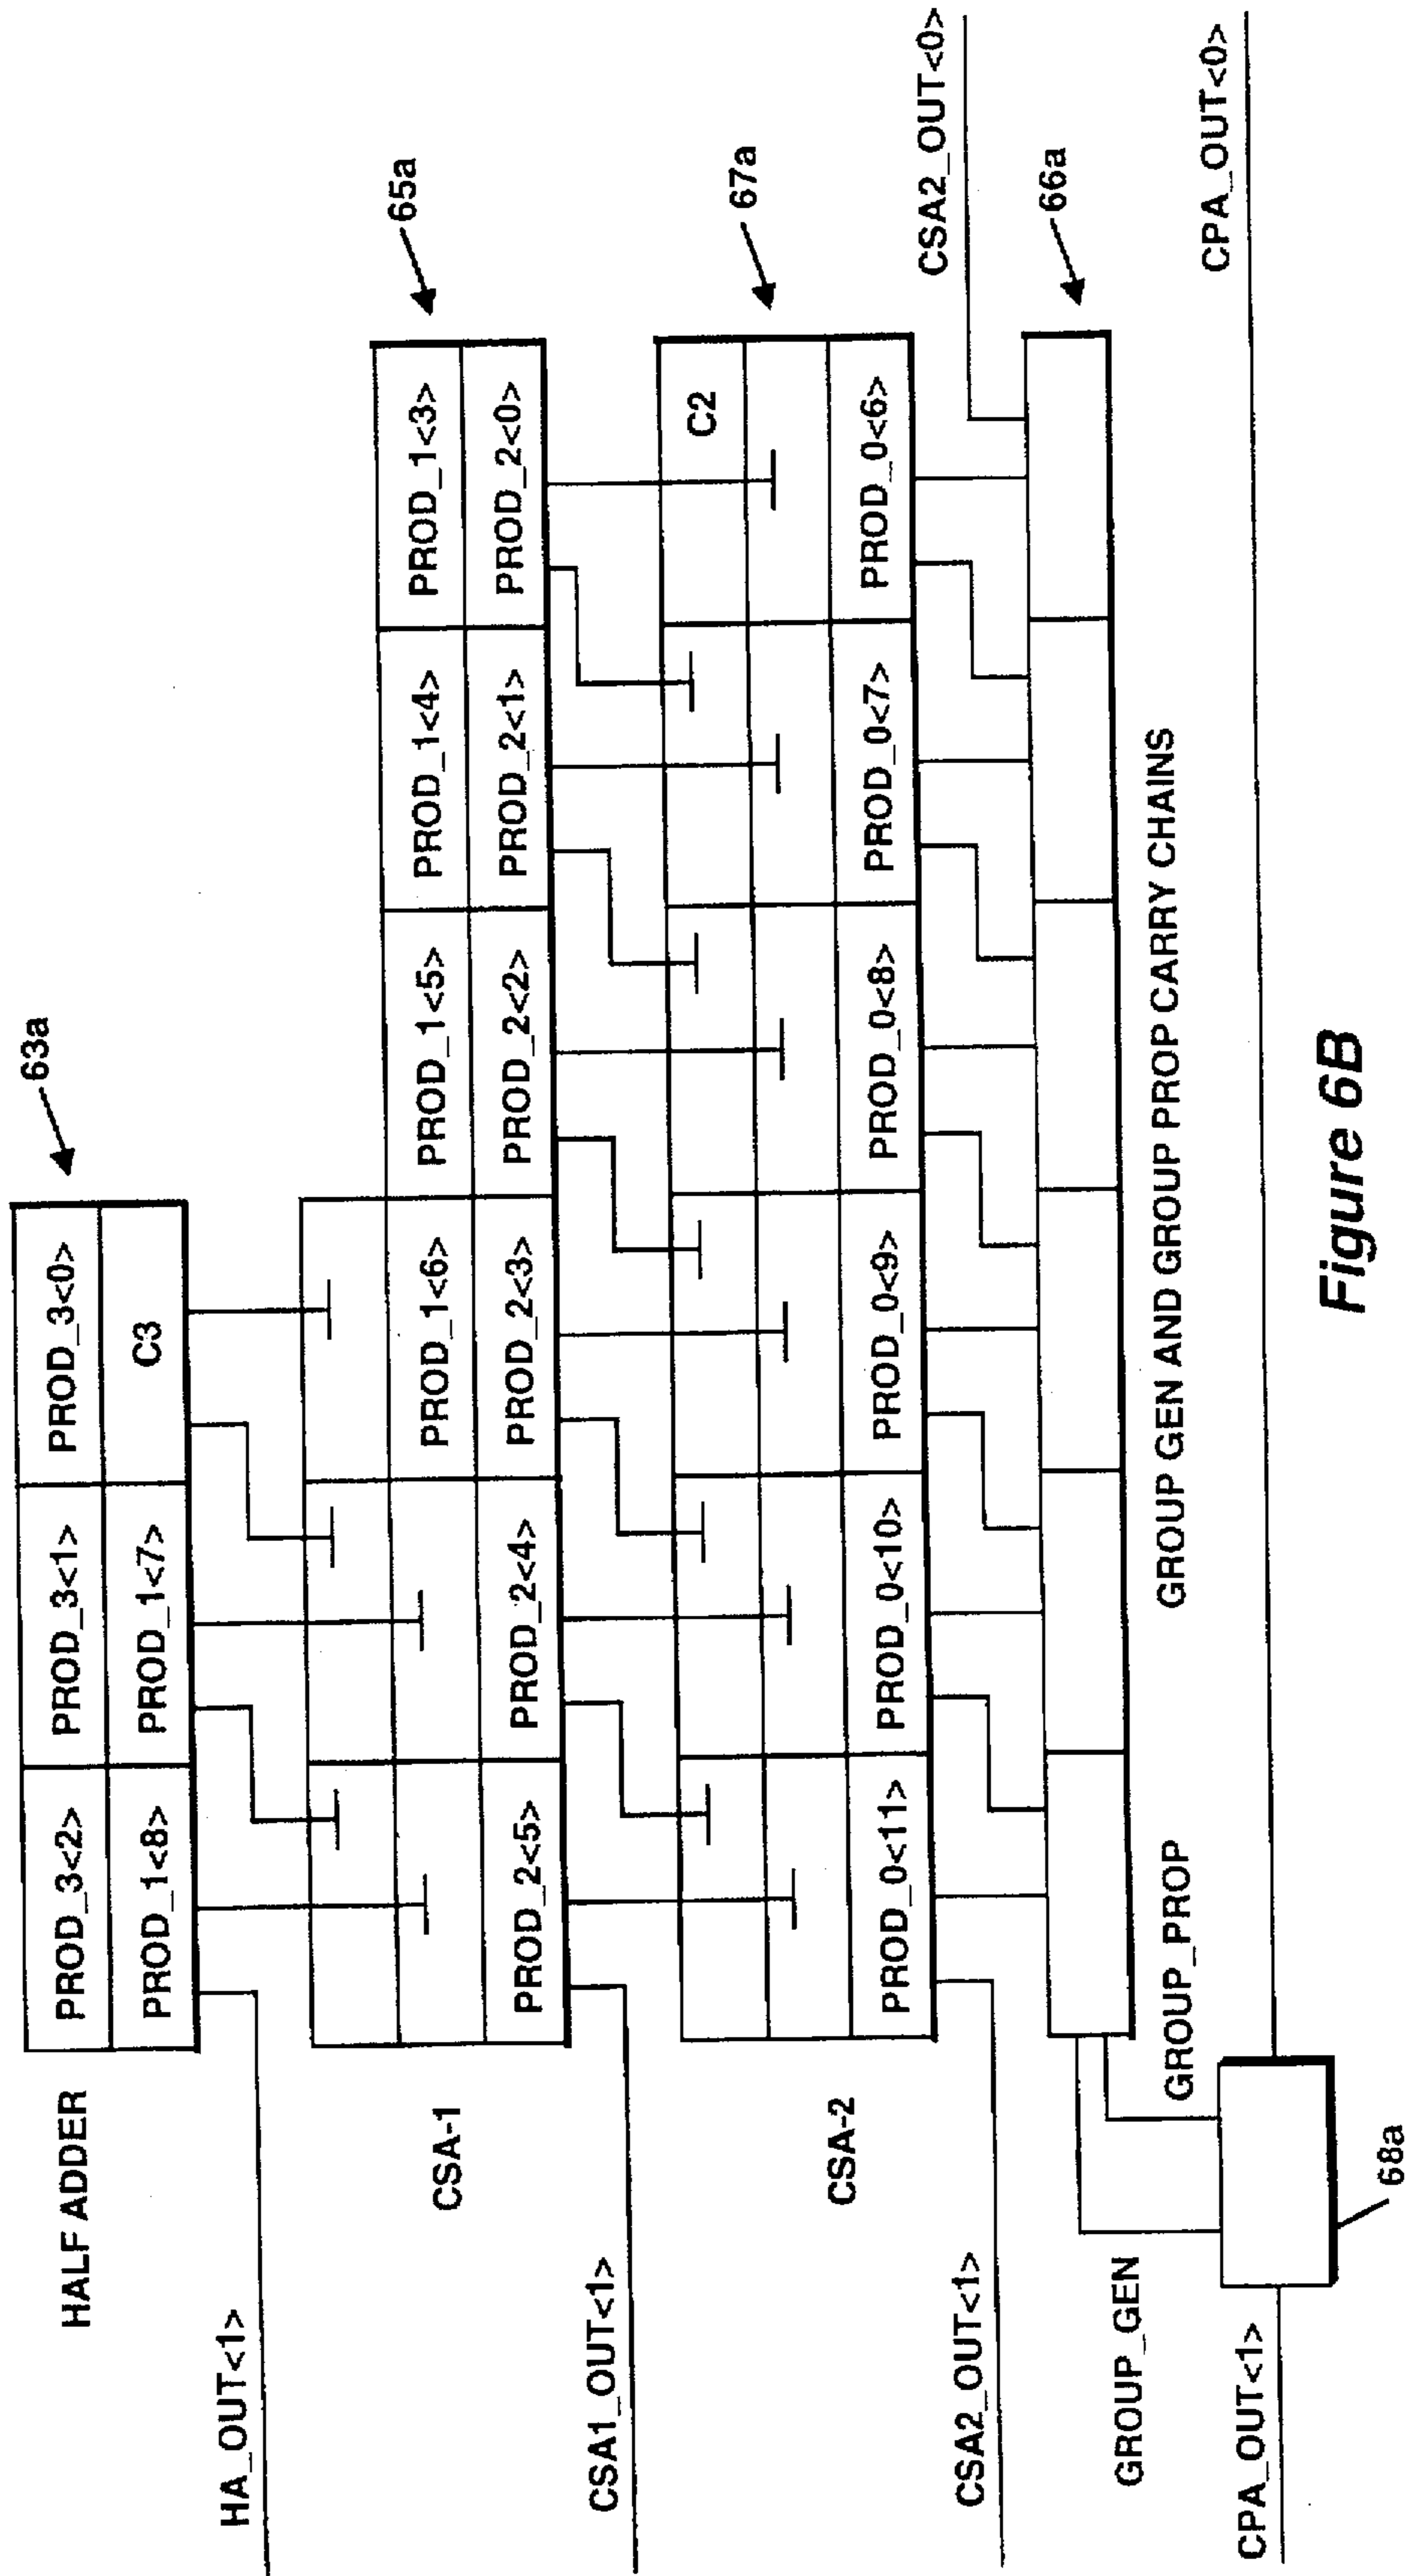 63a
HALF ADDER
PROD_3<2> PROD_3<1> PROD_3<0>
PROD_1<8> PROD_1<7> C3
HA_OUT<1>
65a
CSA-1
PROD_1<6> PROD_1<5> PROD_1<4> PROD_1<3>
PROD_2<5> PROD_2<4> PROD_2<3> PROD_2<2> PROD_2<1> PROD_2<0>
CSA1_OUT<1>
67a
C2
CSA-2
PROD_0<11> PROD_0<10> PROD_0<9> PROD_0<8> PROD_0<7> PROD_0<6>
CSA2_OUT<1>
CSA2_OUT<0>
66a
GROUP_GEN
GROUP_PROP
GROUP GEN AND GROUP PROP CARRY CHAINS
CPA_OUT<1>
CPA_OUT<0>
68a
Figure 6B